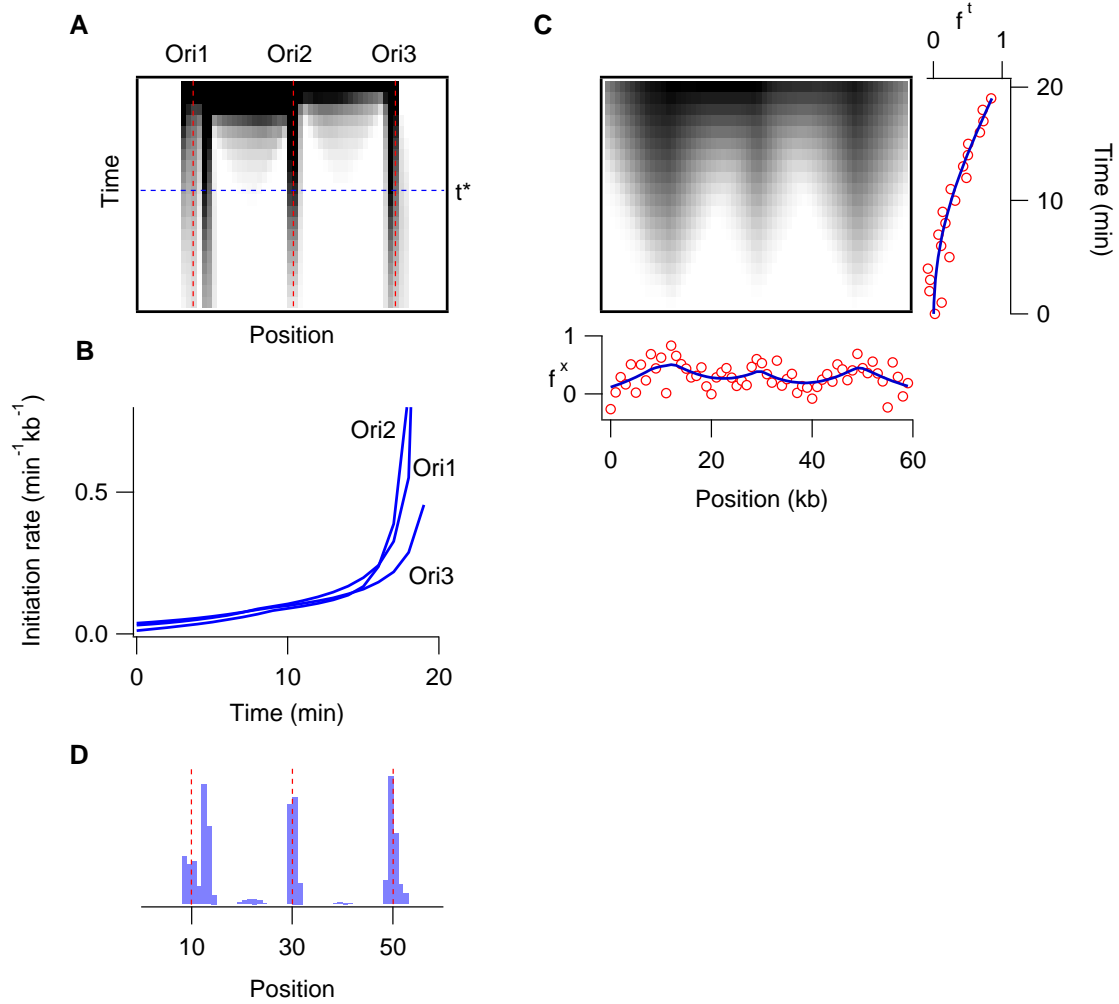 A
Ori1 Ori2 Ori3
Time
t*
Position
B
Initiation rate (min⁻¹kb⁻¹)
0.5
0.0
Ori2
Ori1
Ori3
0 10 20
Time (min)
C
f t
0 1
20
10
0
Time (min)
1
0
f x
0 20 40 60
Position (kb)
D
10 30 50
Position